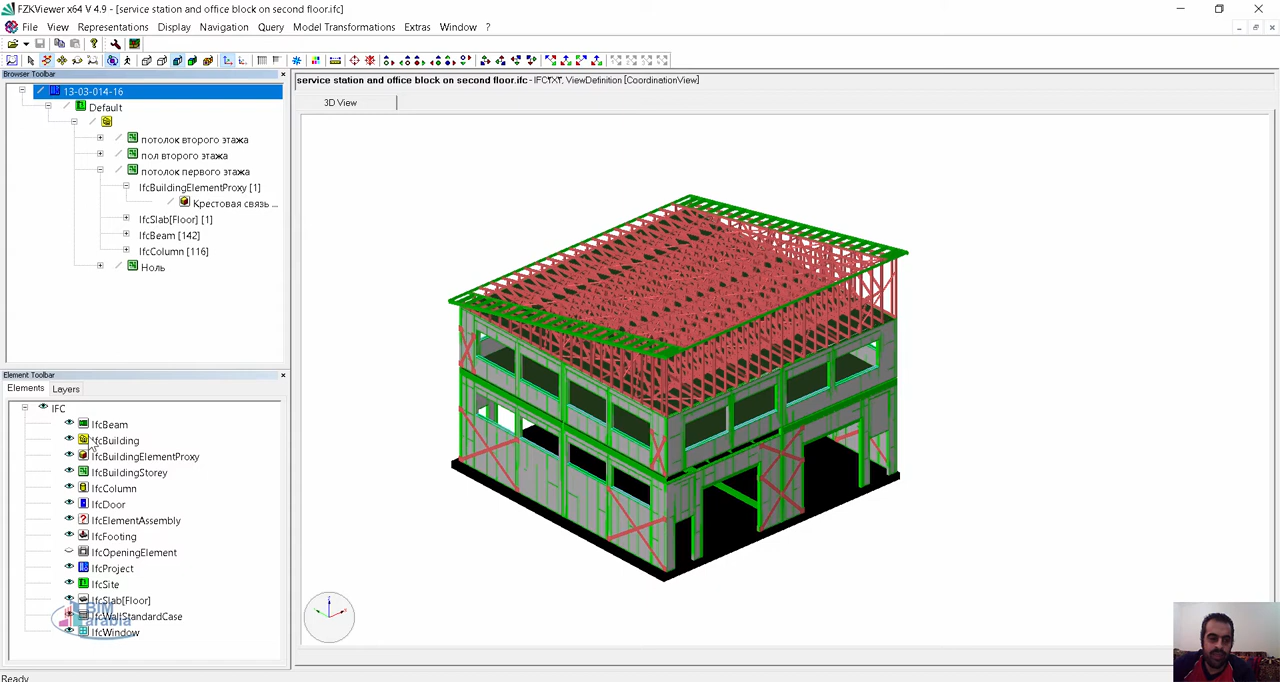 FZKViewer x64 V 4.9 - [service station and office block on second floor.ifc]
File View Representations Display Navigation Query Model Transformations Extras Window ?
Browser Toolbar
13-03-014-16
Default
потолок второго этажа
пол второго этажа
потолок первого этажа
IfcBuildingElementProxy [1]
Крестовая связь ...
IfcSlab[Floor] [1]
IfcBeam [142]
IfcColumn [116]
Ноль
service station and office block on second floor.ifc - IFC٢X٣, ViewDefinition [CoordinationView]
3D View
Element Toolbar
Elements Layers
IFC
IfcBeam
IfcBuilding
IfcBuildingElementProxy
IfcBuildingStorey
IfcColumn
IfcDoor
IfcElementAssembly
IfcFooting
IfcOpeningElement
IfcProject
IfcSite
IfcSlab[Floor]
IfcWallStandardCase
IfcWindow
BIM
arabia
Ready